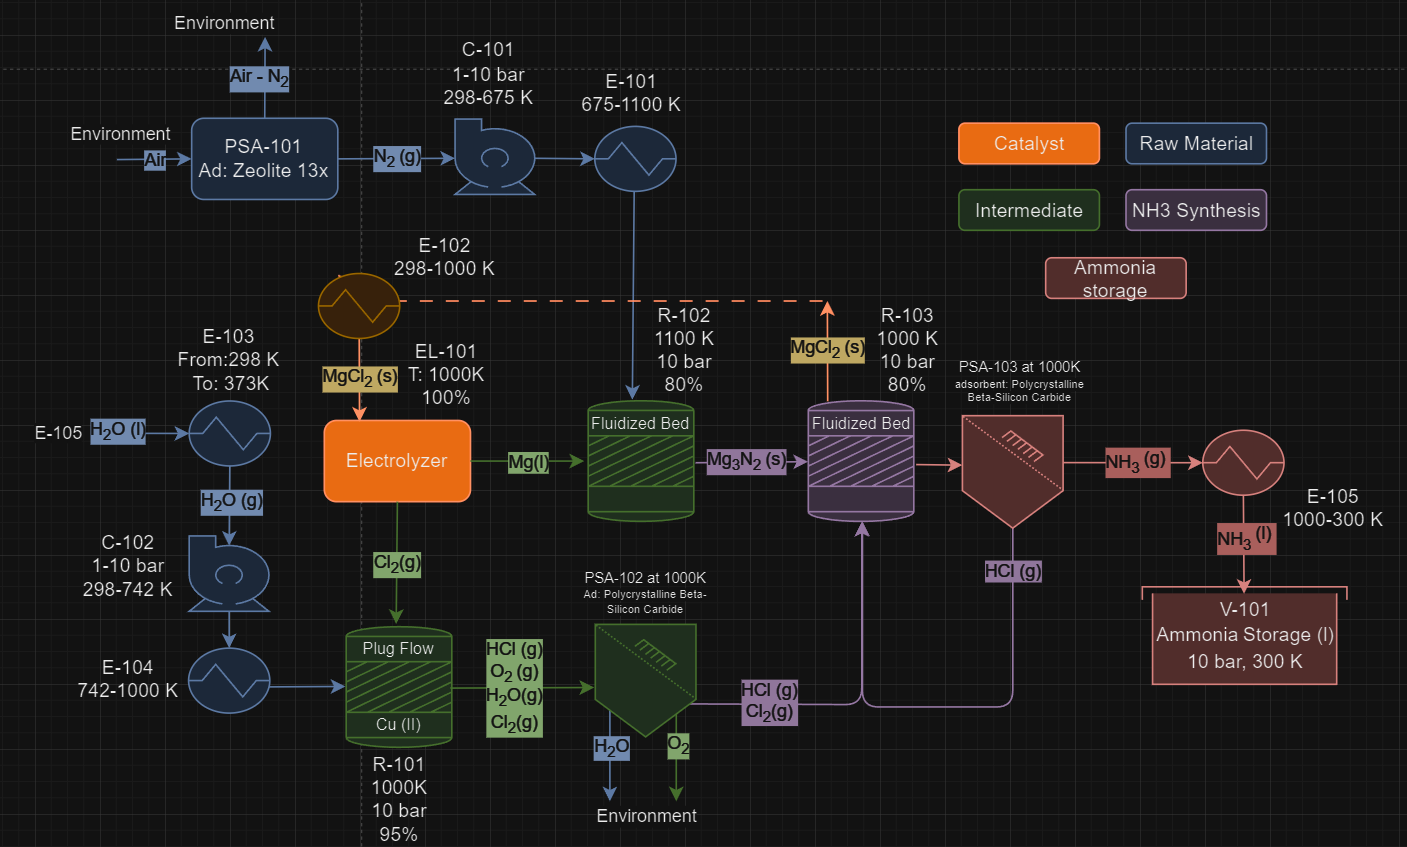 Environment
Air - N2
Environment
Air
PSA-101
Ad: Zeolite 13x
N2 (g)
C-101
1-10 bar
298-675 K
E-101
675-1100 K
Catalyst
Raw Material
Intermediate
NH3 Synthesis
Ammonia
storage
E-102
298-1000 K
MgCl2 (s)
EL-101
T: 1000K
100%
Electrolyzer
E-103
From:298 K
To: 373K
E-105
H2O (l)
H2O (g)
C-102
1-10 bar
298-742 K
E-104
742-1000 K
Mg(l)
Cl2(g)
R-102
1100 K
10 bar
80%
Fluidized Bed
Mg3N2 (s)
MgCl2 (s)
R-103
1000 K
10 bar
80%
Fluidized Bed
PSA-103 at 1000K
adsorbent: Polycrystalline
Beta-Silicon Carbide
NH3 (g)
E-105
1000-300 K
NH3 (l)
HCl (g)
V-101
Ammonia Storage (l)
10 bar, 300 K
Plug Flow
Cu (II)
R-101
1000K
10 bar
95%
HCl (g)
O2 (g)
H2O(g)
Cl2(g)
PSA-102 at 1000K
Ad: Polycrystalline Beta-
Silicon Carbide
HCl (g)
Cl2(g)
H2O
O2
Environment